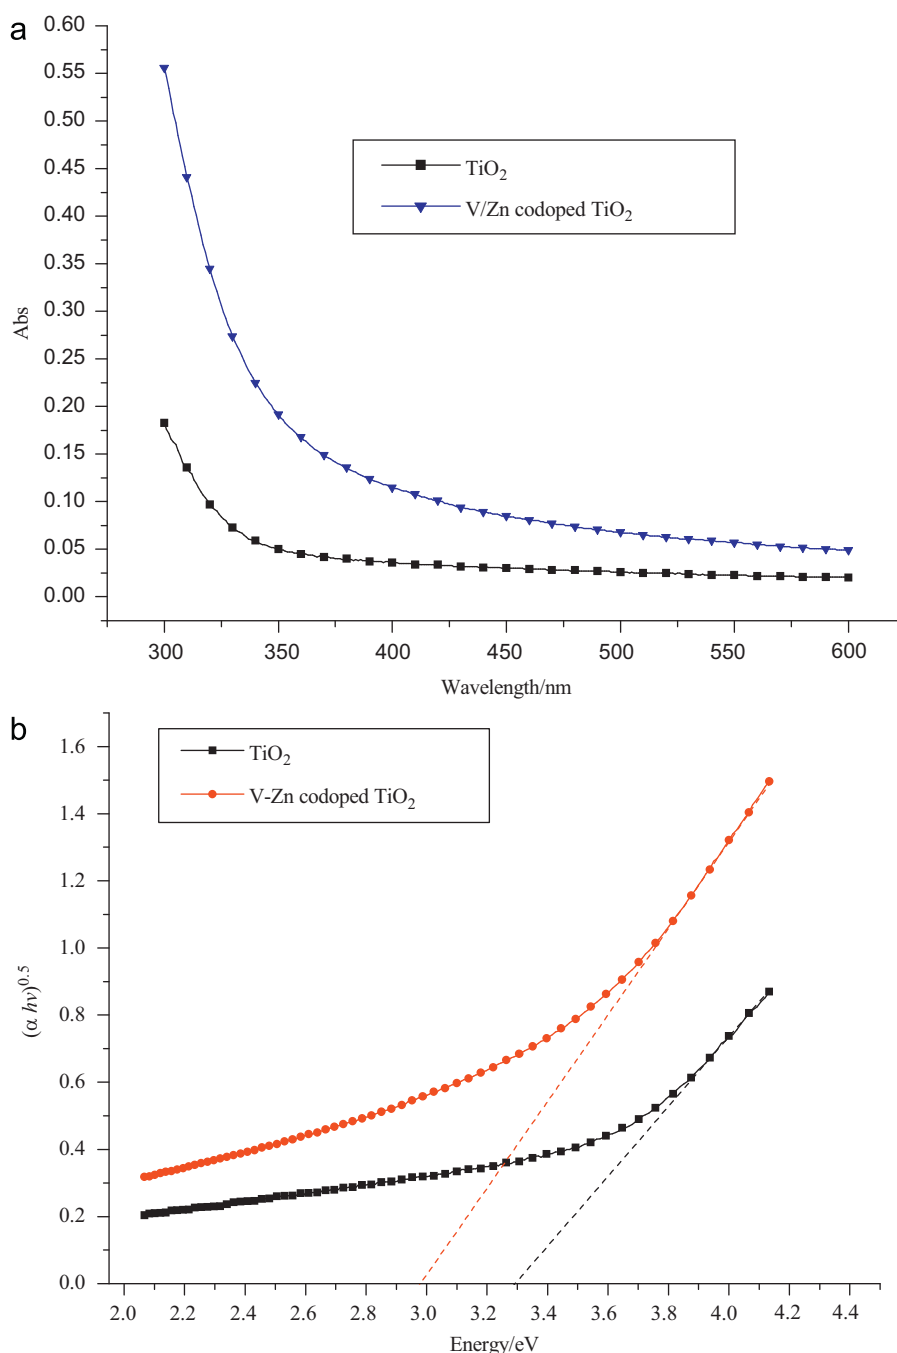 a
0.60
0.55
0.50
0.45
0.40
0.35
0.30
0.25
0.20
0.15
0.10
0.05
0.00
Abs
TiO₂
V/Zn codoped TiO₂
300 350 400 450 500 550 600
Wavelength/nm
b
1.6
1.4
1.2
1.0
0.8
0.6
0.4
0.2
0.0
(α hν)^0.5
TiO₂
V-Zn codoped TiO₂
2.0 2.2 2.4 2.6 2.8 3.0 3.2 3.4 3.6 3.8 4.0 4.2 4.4
Energy/eV